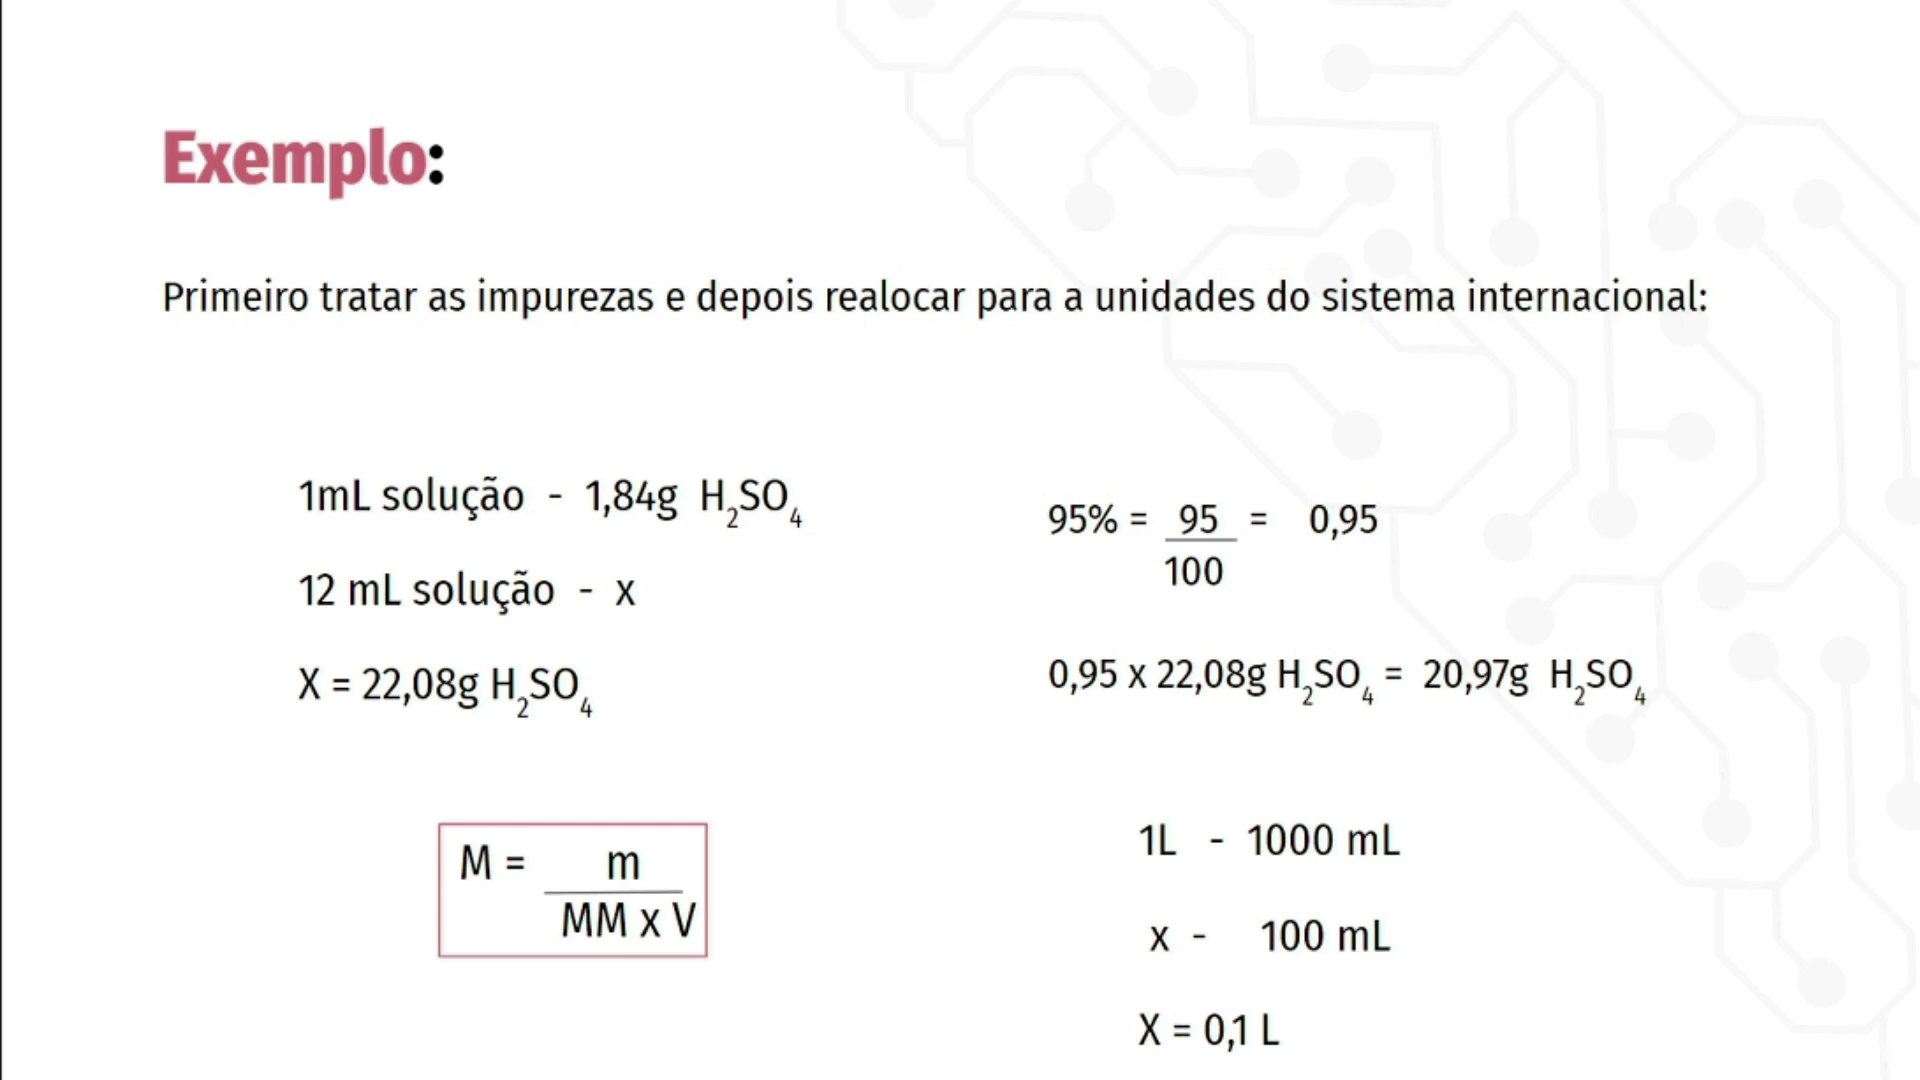 Exemplo:
Primeiro tratar as impurezas e depois realocar para a unidades do sistema internacional:
1mL solução - 1,84g H₂SO₄
12 mL solução - x
X = 22,08g H₂SO₄
95% = 95 = 0,95
100
0,95 x 22,08g H₂SO₄ = 20,97g H₂SO₄
M = m
MM x V
1L - 1000 mL
x - 100 mL
X = 0,1 L